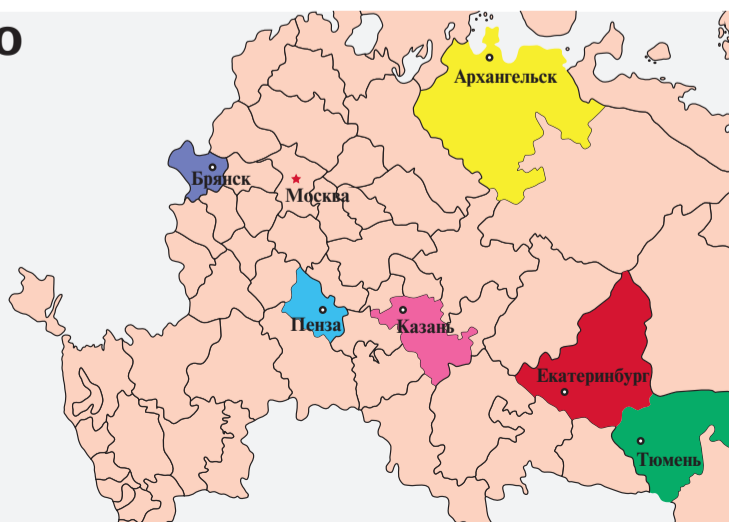 о
Архангельск
Брянск
Москва
Пенза
Казань
Екатеринбург
Тюмень